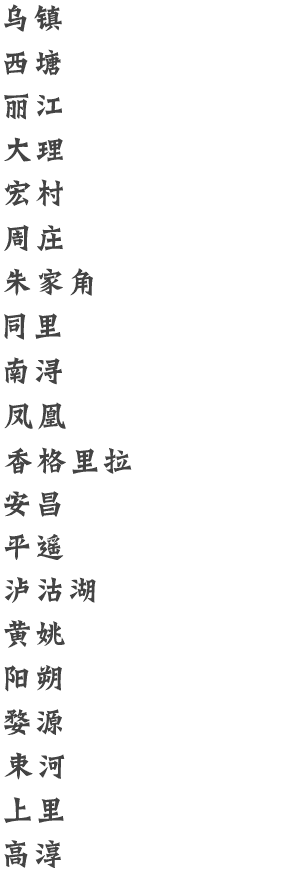 乌镇
西塘
丽江
大理
宏村
周庄
朱家角
同里
南浔
凤凰
香格里拉
安昌
平遥
泸沽湖
黄姚
阳朔
婺源
束河
上里
高淳